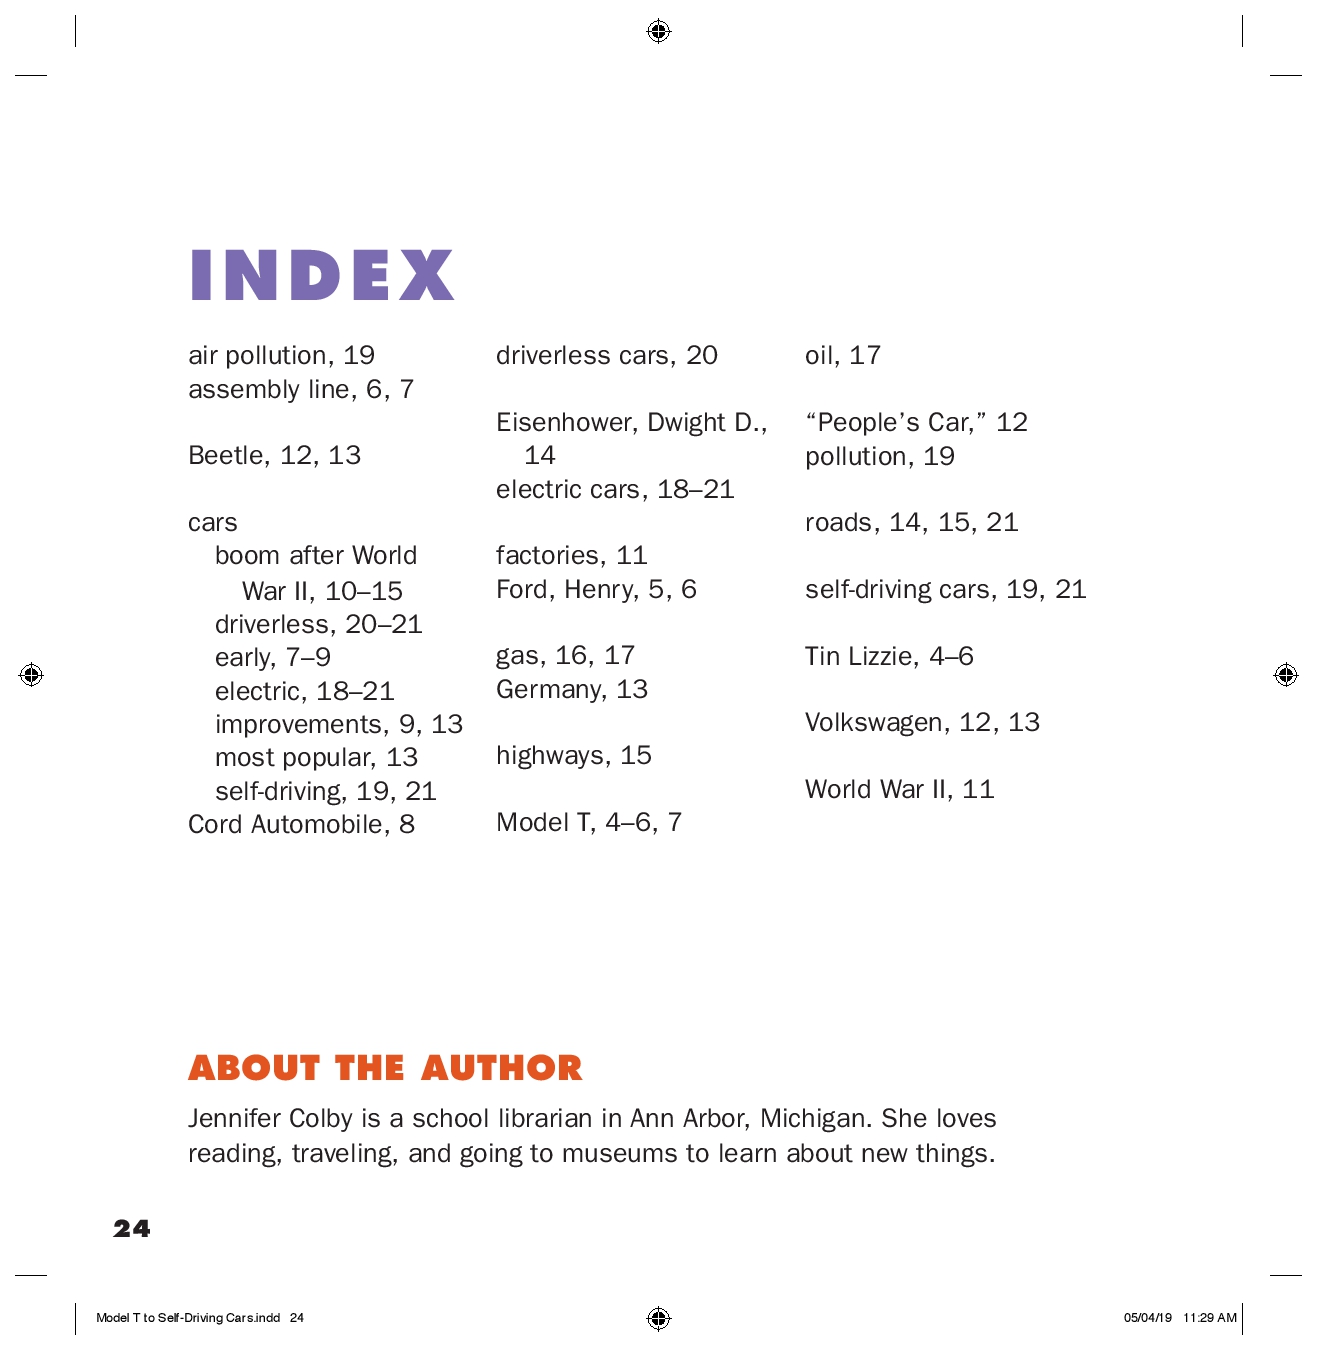 INDEX
air pollution, 19
assembly line, 6, 7
Beetle, 12, 13
cars
boom after World
War II, 10–15
driverless, 20–21
early, 7–9
electric, 18–21
improvements, 9, 13
most popular, 13
self-driving, 19, 21
Cord Automobile, 8
driverless cars, 20
Eisenhower, Dwight D.,
14
electric cars, 18–21
factories, 11
Ford, Henry, 5, 6
gas, 16, 17
Germany, 13
highways, 15
Model T, 4–6, 7
oil, 17
“People’s Car,” 12
pollution, 19
roads, 14, 15, 21
self-driving cars, 19, 21
Tin Lizzie, 4–6
Volkswagen, 12, 13
World War II, 11
ABOUT THE AUTHOR
Jennifer Colby is a school librarian in Ann Arbor, Michigan. She loves
reading, traveling, and going to museums to learn about new things.
24
Model T to Self-Driving Cars.indd 24
05/04/19 11:29 AM